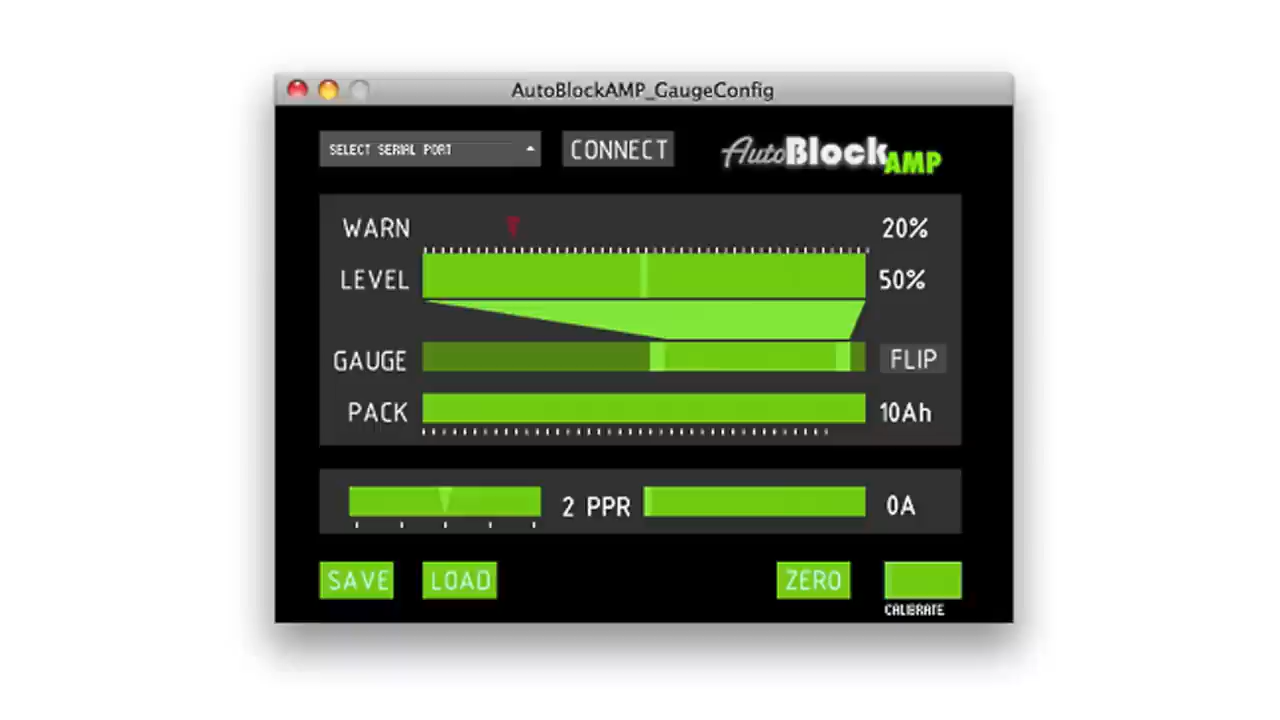 AutoBlockAMP_GaugeConfig
SELECT SERIAL PORT
CONNECT
AutoBlockAMP
WARN
20%
LEVEL
50%
GAUGE
FLIP
PACK
10Ah
2 PPR
0A
SAVE
LOAD
ZERO
CALIBRATE